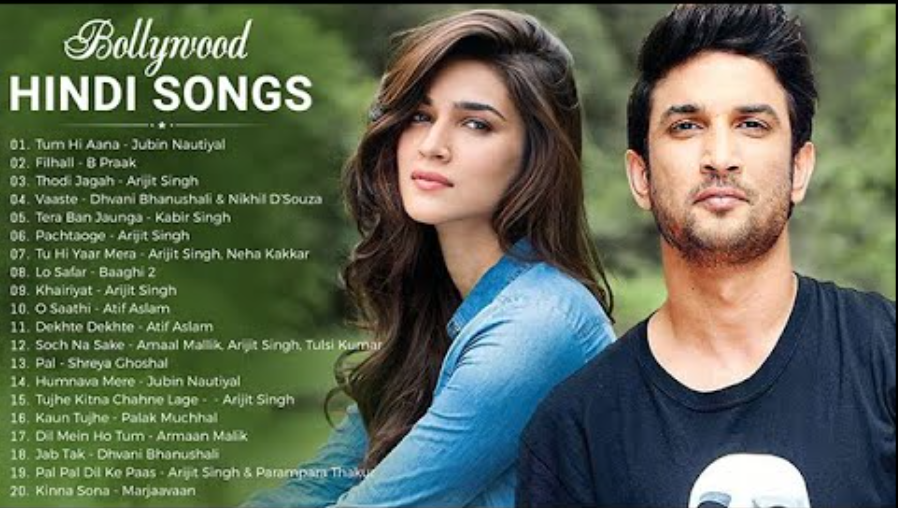 Bollywood
HINDI SONGS
01. Tum Hi Aana - Jubin Nautiyal
02. Filhall - B Praak
03. Thodi Jagah - Arijit Singh
04. Vaaste - Dhvani Bhanushali & Nikhil D'Souza
05. Tera Ban Jaunga - Kabir Singh
06. Pachtaoge - Arijit Singh
07. Tu Hi Yaar Mera - Arijit Singh, Neha Kakkar
08. Lo Safar - Baaghi 2
09. Khairiyat - Arijit Singh
10. O Saathi - Atif Aslam
11. Dekhte Dekhte - Atif Aslam
12. Soch Na Sake - Amaal Mallik, Arijit Singh, Tulsi Kumar
13. Pal - Shreya Ghoshal
14. Humnava Mere - Jubin Nautiyal
15. Tujhe Kitna Chahne Lage - - Arijit Singh
16. Kaun Tujhe - Palak Muchhal
17. Dil Mein Ho Tum - Armaan Malik
18. Jab Tak - Dhvani Bhanushali
19. Pal Pal Dil Ke Paas - Arijit Singh & Parampara Thakur
20. Kinna Sona - Marjaavaan